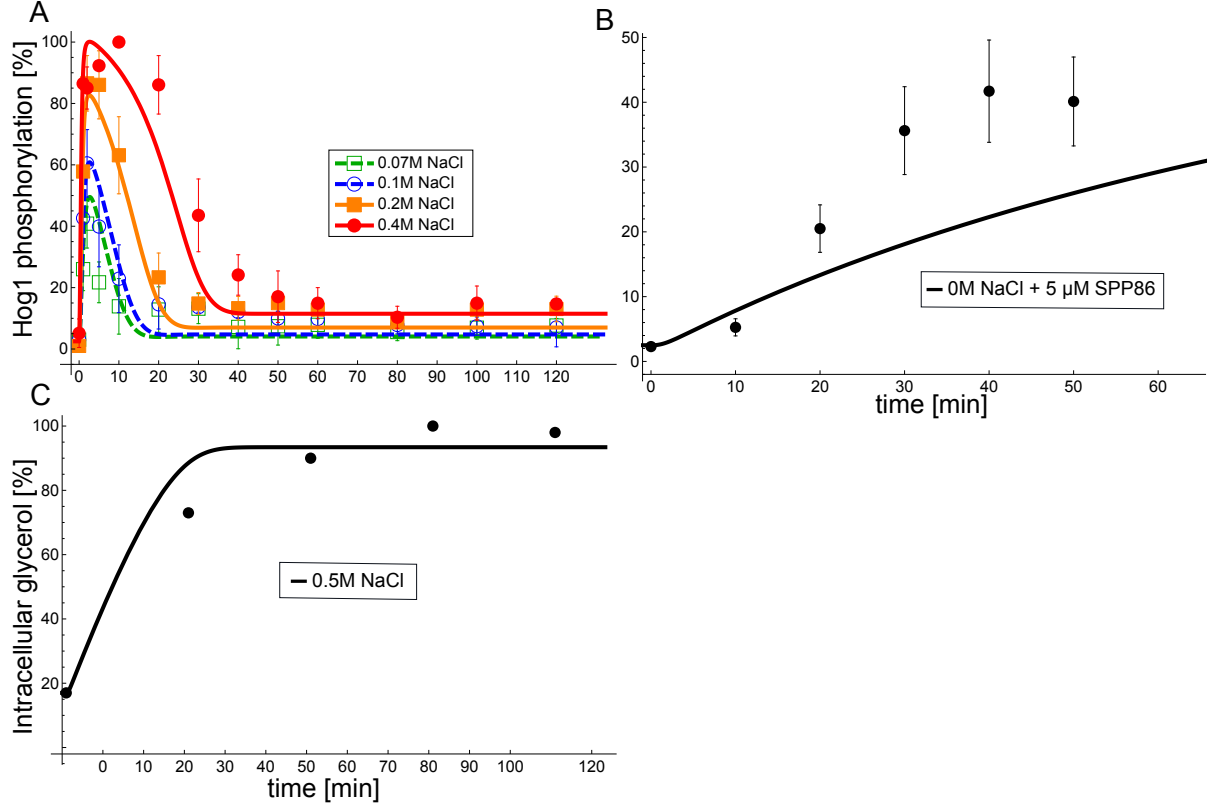 A
Hog1 phosphorylation [%]
100
80
60
40
20
0
0.07M NaCl
0.1M NaCl
0.2M NaCl
0.4M NaCl
0 10 20 30 40 50 60 70 80 90 100 110 120
B
50
40
30
20
10
0
0M NaCl + 5 µM SPP86
0 10 20 30 40 50 60
time [min]
C
Intracellular glycerol [%]
100
80
60
40
20
0.5M NaCl
0 10 20 30 40 50 60 70 80 90 100 110 120
time [min]